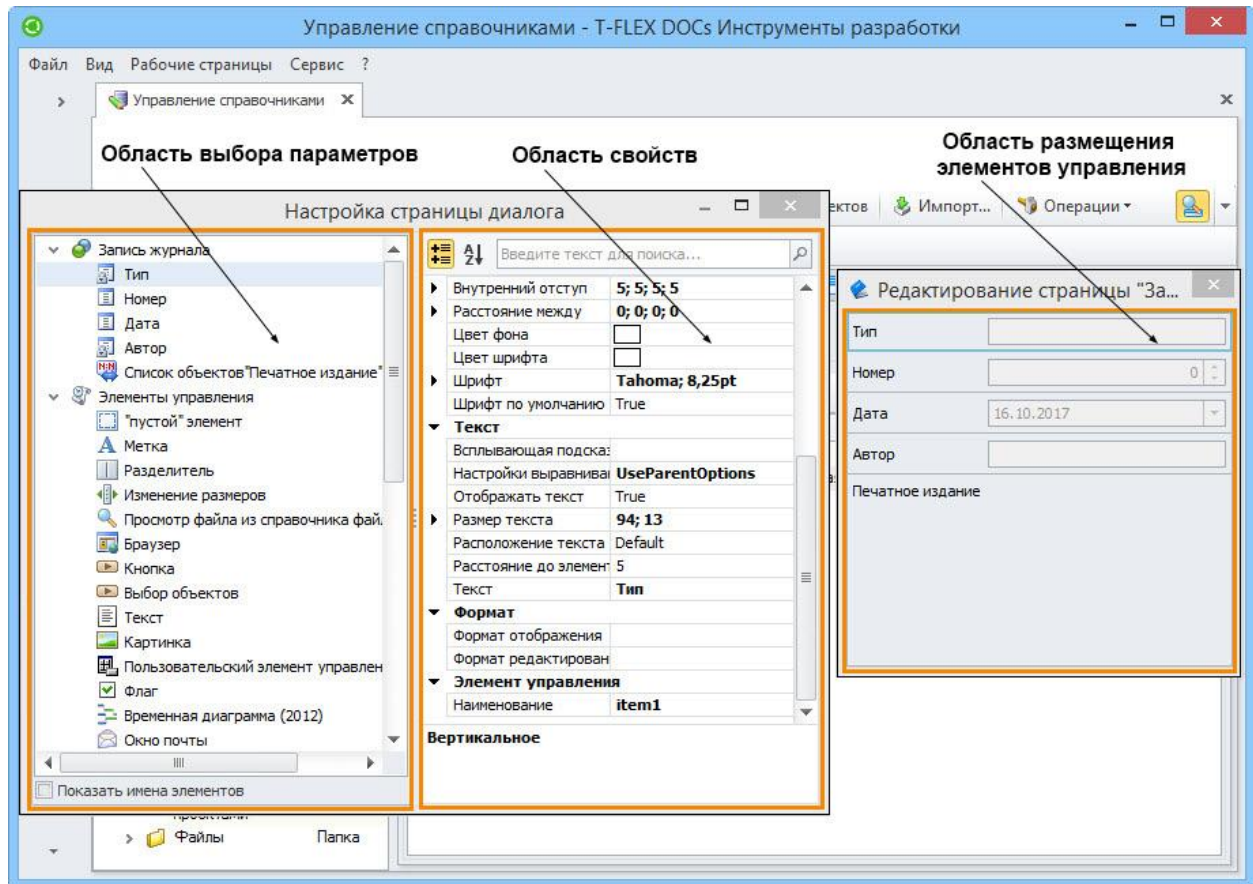 Управление справочниками - T-FLEX DOCs Инструменты разработки
Файл Вид Рабочие страницы Сервис ?
Управление справочниками
Область выбора параметров
Область свойств
Область размещения
элементов управления
Импорт... Операции
Настройка страницы диалога
Запись журнала
Тип
Номер
Дата
Автор
Список объектов"Печатное издание"
Элементы управления
"пустой" элемент
Метка
Разделитель
Изменение размеров
Просмотр файла из справочника фай.
Браузер
Кнопка
Выбор объектов
Текст
Картинка
Пользовательский элемент управлен
Флаг
Временная диаграмма (2012)
Окно почты
Показать имена элементов
Введите текст для поиска...
Внутренний отступ 5; 5; 5; 5
Расстояние между 0; 0; 0; 0
Цвет фона
Цвет шрифта
Шрифт Tahoma; 8,25pt
Шрифт по умолчанию True
Текст
Всплывающая подсказ
Настройки выравнива UseParentOptions
Отображать текст True
Размер текста 94; 13
Расположение текста Default
Расстояние до элемен 5
Текст Тип
Формат
Формат отображения
Формат редактирован
Элемент управления
Наименование item1
Вертикальное
Редактирование страницы "За...
Тип
Номер 0
Дата 16.10.2017
Автор
Печатное издание
Файлы Папка